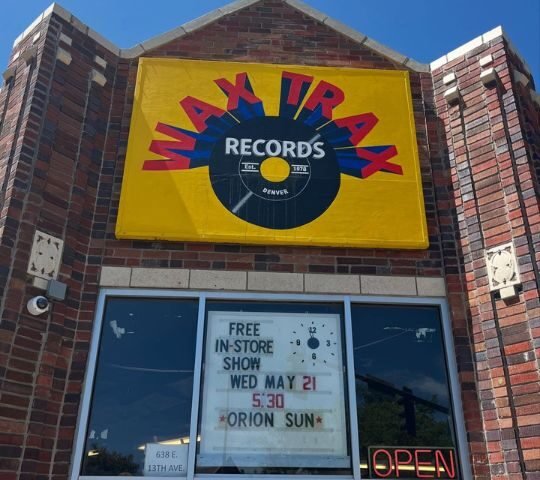 WAX TRAX
RECORDS
Est. 1978
DENVER
FREE
IN-STORE
SHOW
WED MAY 21
5:30
*ORION SUN*
12
9 3
6
638 E.
13TH AVE.
OPEN